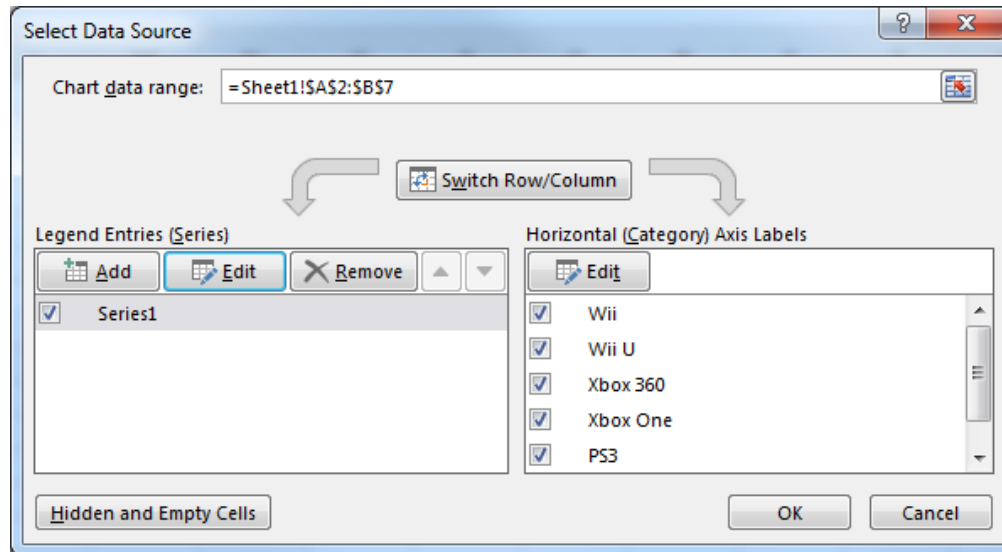 Select Data Source
? X
Chart data range: =Sheet1!$A$2:$B$7
Switch Row/Column
Legend Entries (Series)
Add Edit Remove
Series1
Horizontal (Category) Axis Labels
Edit
Wii
Wii U
Xbox 360
Xbox One
PS3
Hidden and Empty Cells
OK Cancel